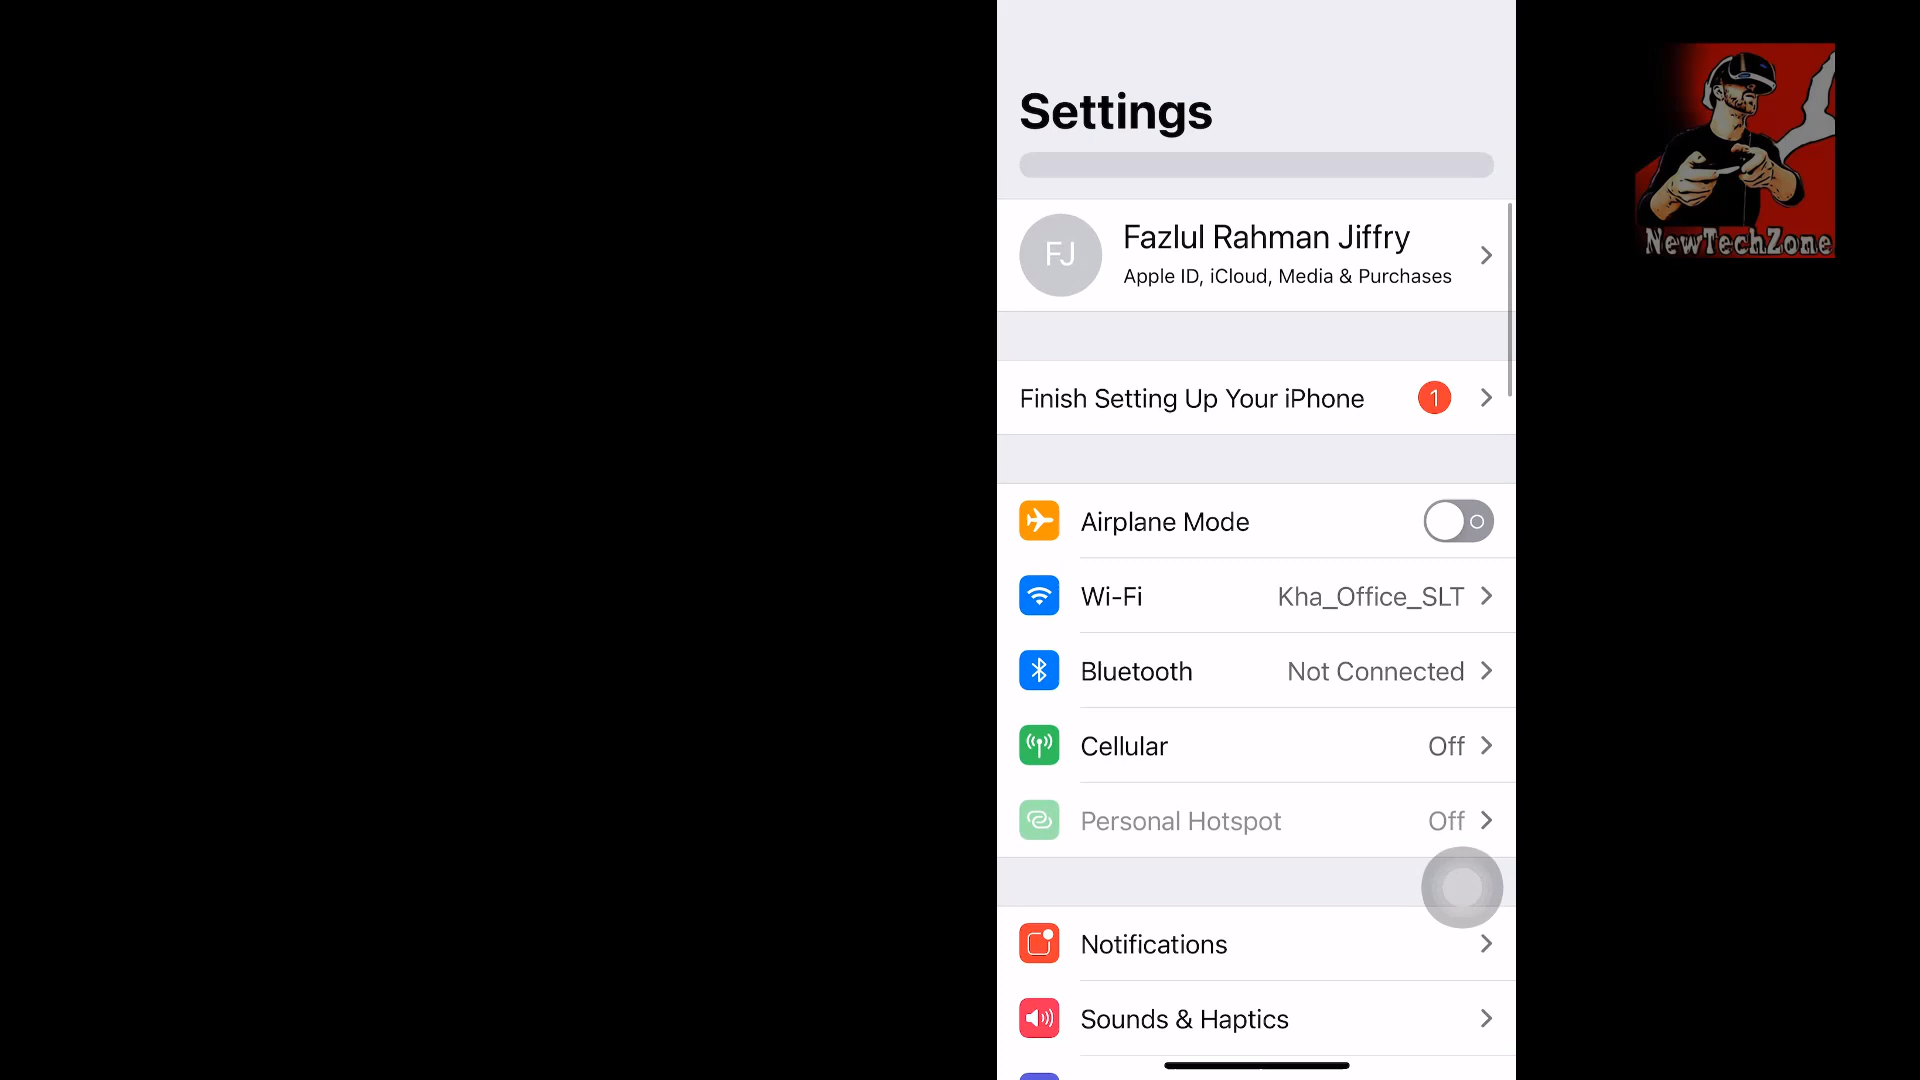 Settings
FJ
Fazlul Rahman Jiffry
Apple ID, iCloud, Media & Purchases
Finish Setting Up Your iPhone 1
Airplane Mode
Wi-Fi Kha_Office_SLT
Bluetooth Not Connected
Cellular Off
Personal Hotspot Off
Notifications
Sounds & Haptics
NewTechZone